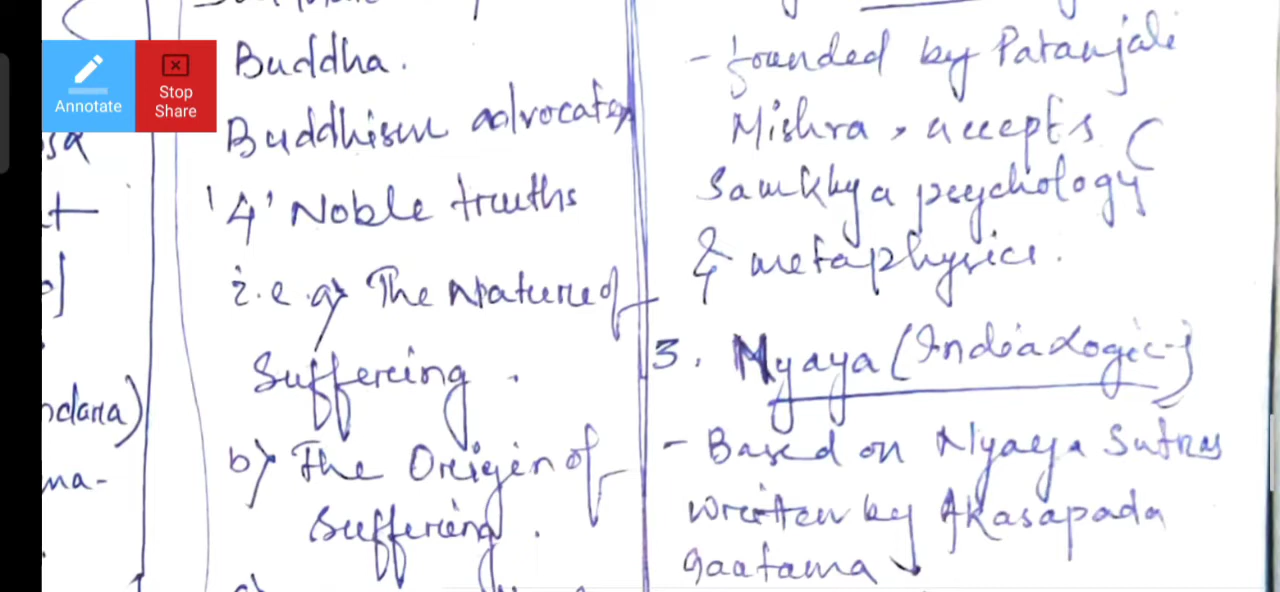 Annotate
Stop
Share
Buddha.
Buddhism advocates
'4' Noble truths
i.e. a) The Nature of
Suffering.
b) The Origin of
Suffering.
- founded by Patanjali
Mishra, accepts
Samkhya psychology
& metaphysics.
3. Nyaya (India Logic-)
- Based on Nyaya Sutras
written by Akasapada
gaatama